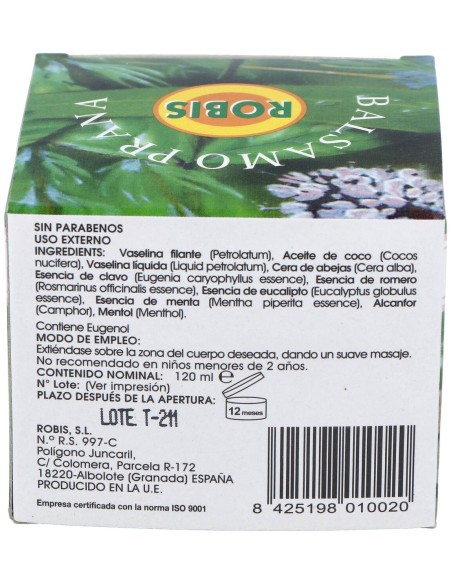 ROBIS
BALSAMO PRANA
SIN PARABENOS
USO EXTERNO
INGREDIENTS: Vaselina filante (Petrolatum), Aceite de coco (Cocos
nucifera), Vaselina líquida (Liquid petrolatum), Cera de abejas (Cera alba),
Esencia de clavo (Eugenia caryophyllus essence), Esencia de romero
(Rosmarinus officinalis essence), Esencia de eucalipto (Eucalyptus globulus
essence), Esencia de menta (Mentha piperita essence), Alcanfor
(Camphor), Mentol (Menthol).
Contiene Eugenol
MODO DE EMPLEO:
Extiéndase sobre la zona del cuerpo deseada, dando un suave masaje.
No recomendado en niños menores de 2 años.
CONTENIDO NOMINAL: 120 ml ℮
N° Lote: (Ver impresión)
PLAZO DESPUÉS DE LA APERTURA:
12 meses
LOTE T-211
ROBIS, S.L.
N.º R.S. 997-C
Polígono Juncaril,
C/ Colomera, Parcela R-172
18220-Albolote (Granada) ESPAÑA
PRODUCIDO EN LA U.E.
Empresa certificada con la norma ISO 9001
8 425198 010020